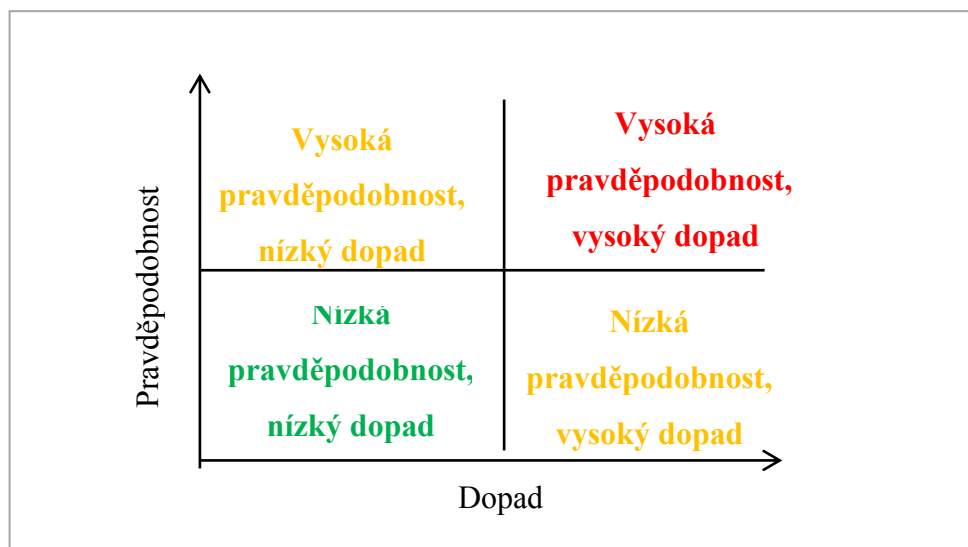 Vysoká
pravděpodobnost,
nízký dopad
Vysoká
pravděpodobnost,
vysoký dopad
Nízká
pravděpodobnost,
nízký dopad
Nízká
pravděpodobnost,
vysoký dopad
Pravděpodobnost
Dopad